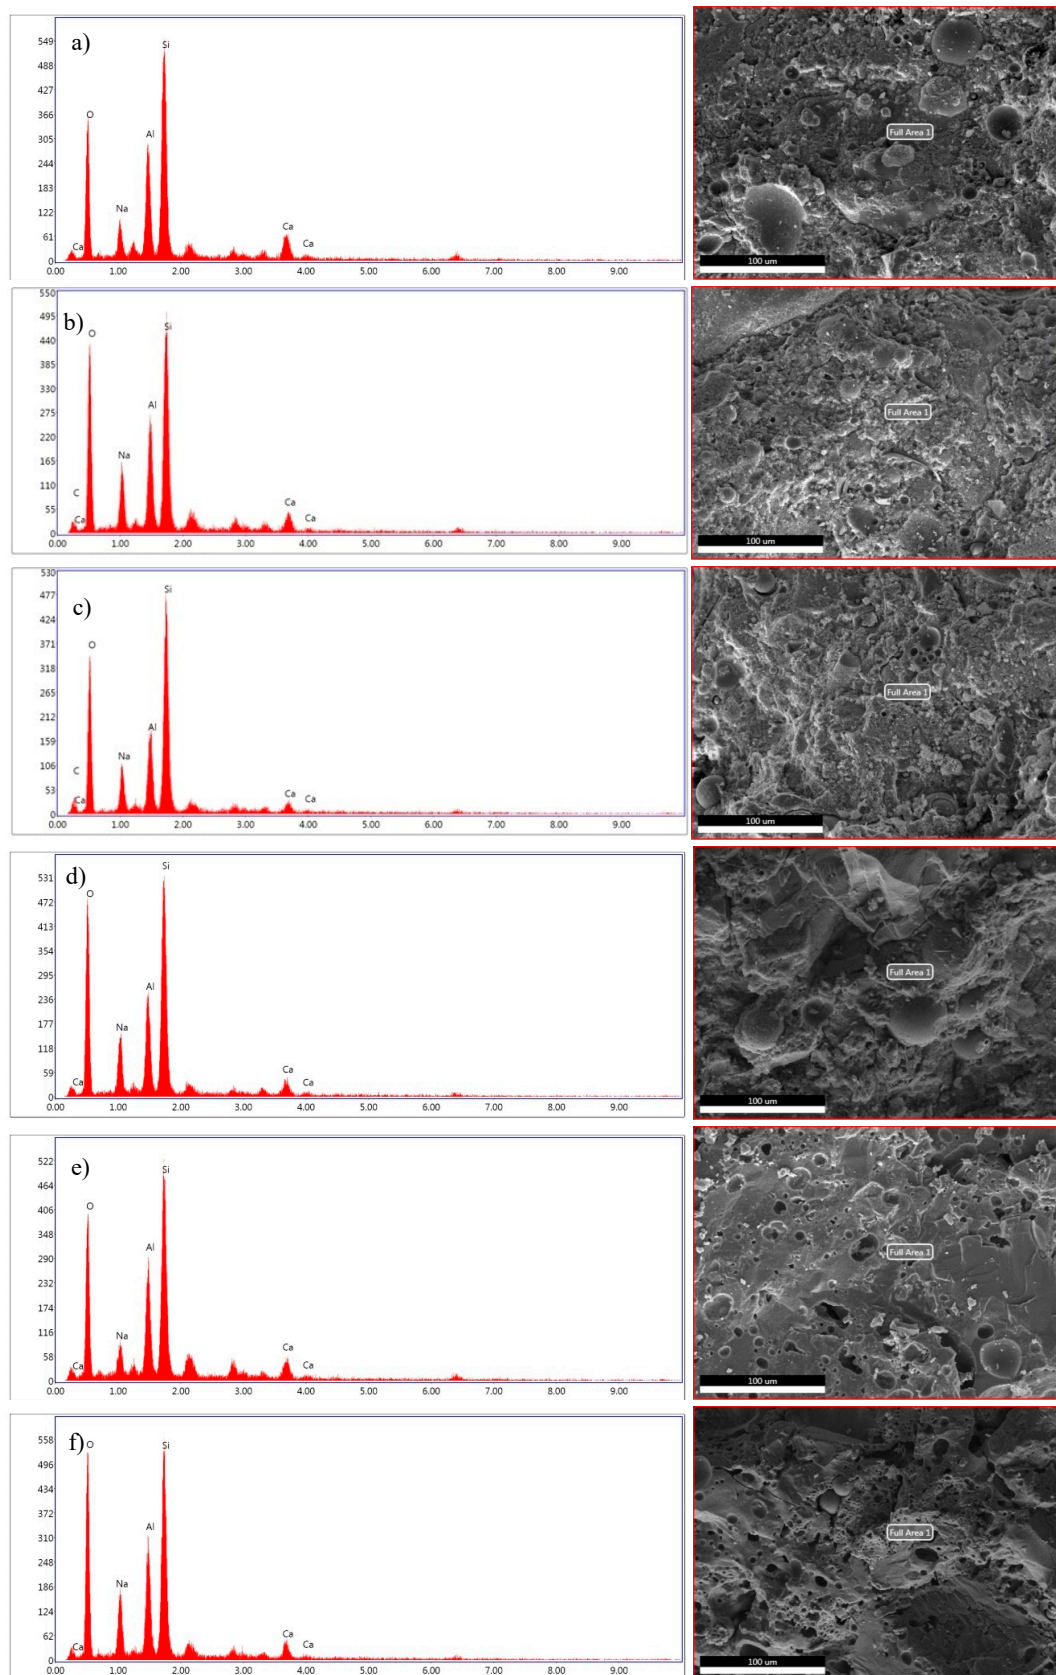 a)
549
488
427
366
305
244
183
122
61
0
Si
O
Al
Na
Ca
Ca
Ca
0.00 1.00 2.00 3.00 4.00 5.00 6.00 7.00 8.00 9.00
Full Area 1
100 um
b)
550
495
440
385
330
275
220
165
110
55
0
O
Si
Al
Na
C
Ca
Ca
Ca
0.00 1.00 2.00 3.00 4.00 5.00 6.00 7.00 8.00 9.00
Full Area 1
100 um
c)
530
477
424
371
318
265
212
159
106
53
0
Si
O
Al
Na
C
Ca
Ca
Ca
0.00 1.00 2.00 3.00 4.00 5.00 6.00 7.00 8.00 9.00
Full Area 1
100 um
d)
531
472
413
354
295
236
177
118
59
0
Si
O
Al
Na
Ca
Ca
Ca
0.00 1.00 2.00 3.00 4.00 5.00 6.00 7.00 8.00 9.00
Full Area 1
100 um
e)
522
464
406
348
290
232
174
116
58
0
Si
O
Al
Na
Ca
Ca
Ca
0.00 1.00 2.00 3.00 4.00 5.00 6.00 7.00 8.00 9.00
Full Area 1
100 um
f)
558
496
434
372
310
248
186
124
62
0
O
Si
Al
Na
Ca
Ca
Ca
0.00 1.00 2.00 3.00 4.00 5.00 6.00 7.00 8.00 9.00
Full Area 1
100 um